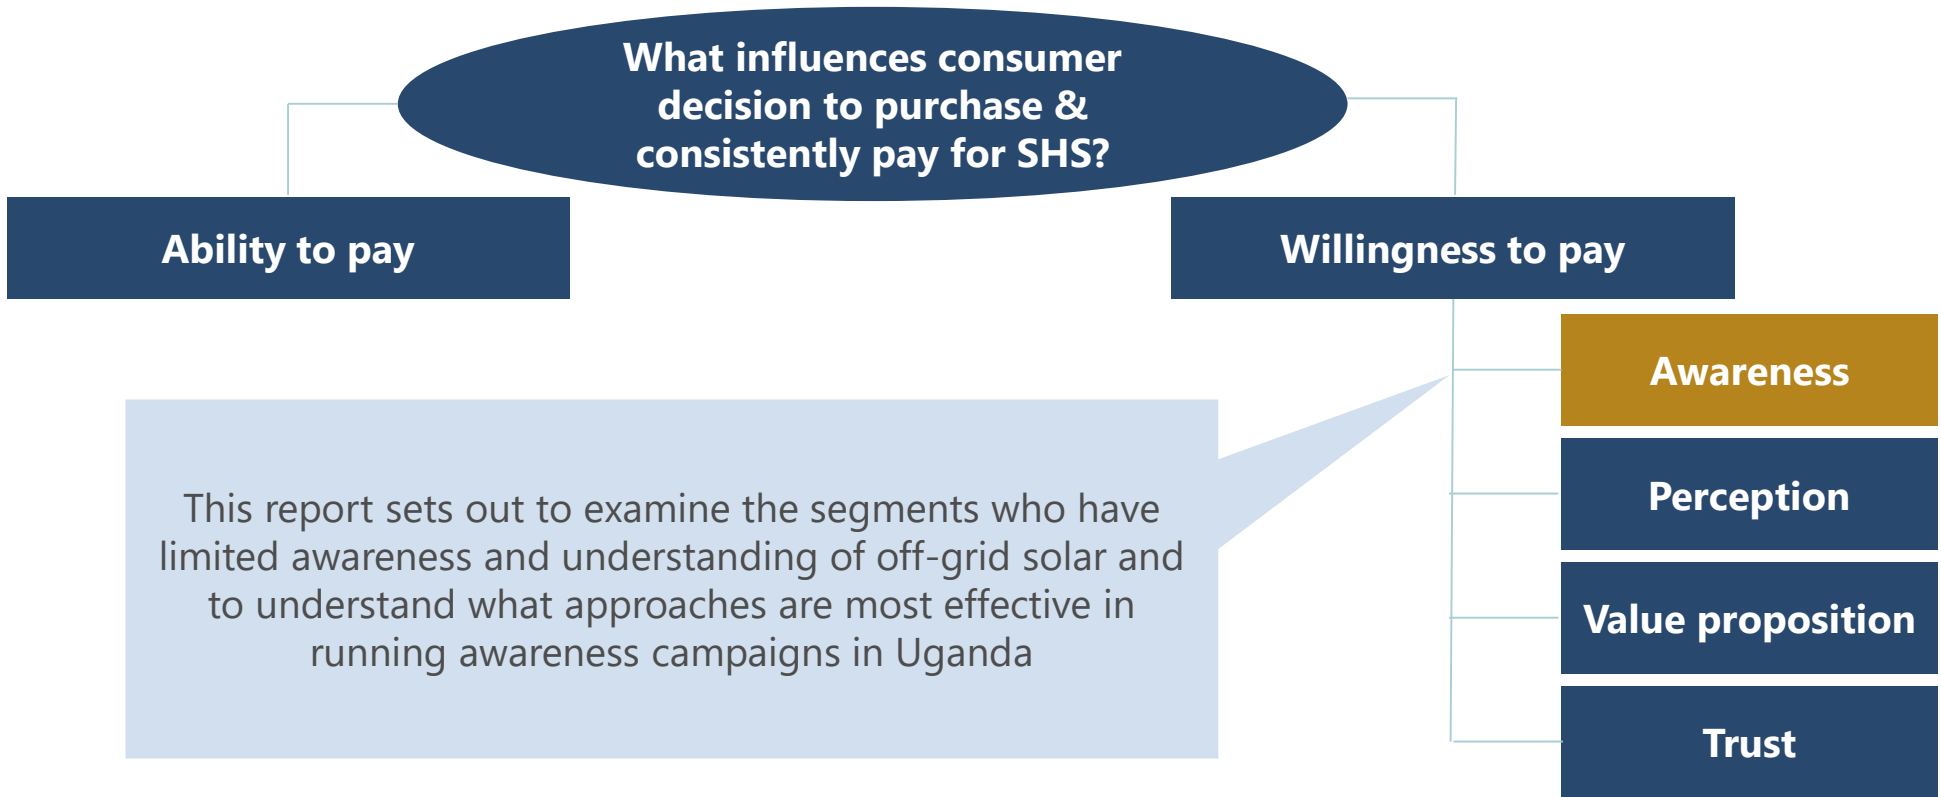 What influences consumer
decision to purchase &
consistently pay for SHS?
Ability to pay
Willingness to pay
Awareness
Perception
Value proposition
Trust
This report sets out to examine the segments who have
limited awareness and understanding of off-grid solar and
to understand what approaches are most effective in
running awareness campaigns in Uganda